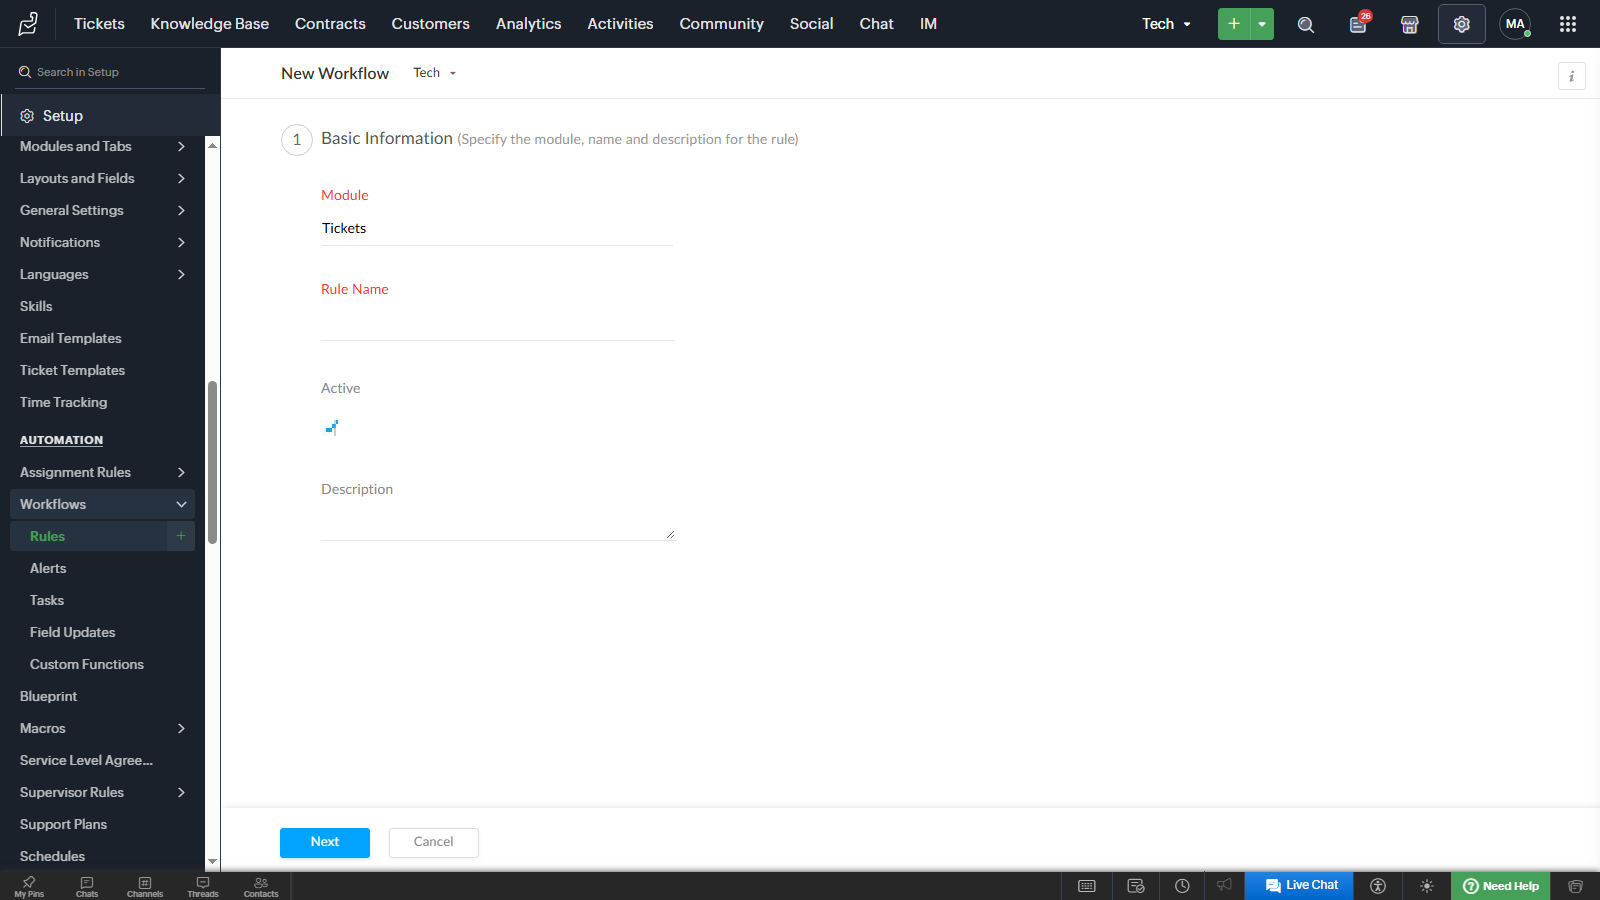 Tickets Knowledge Base Contracts Customers Analytics Activities Community Social Chat IM Tech 26 MA
Search in Setup
New Workflow Tech
i
Setup
1 Basic Information (Specify the module, name and description for the rule)
Modules and Tabs
Layouts and Fields
General Settings
Notifications
Languages
Skills
Email Templates
Ticket Templates
Time Tracking
AUTOMATION
Assignment Rules
Workflows
Rules +
Alerts
Tasks
Field Updates
Custom Functions
Blueprint
Macros
Service Level Agree...
Supervisor Rules
Support Plans
Schedules
Module
Tickets
Rule Name
Active
Description
Next Cancel
My Pins Chats Channels Threads Contacts Live Chat Need Help